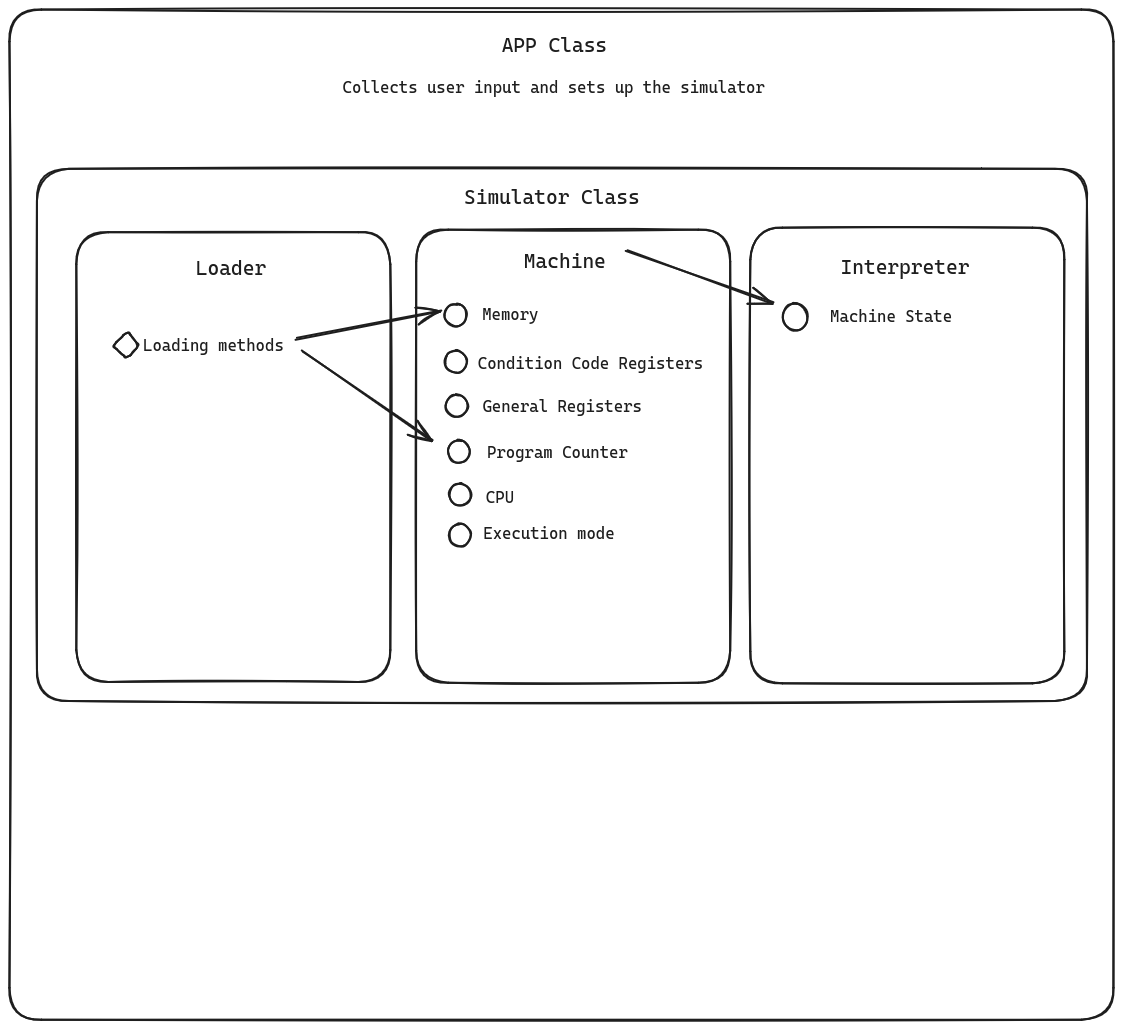 APP Class
Collects user input and sets up the simulator
Simulator Class
Loader
Loading methods
Machine
Memory
Condition Code Registers
General Registers
Program Counter
CPU
Execution mode
Interpreter
Machine State